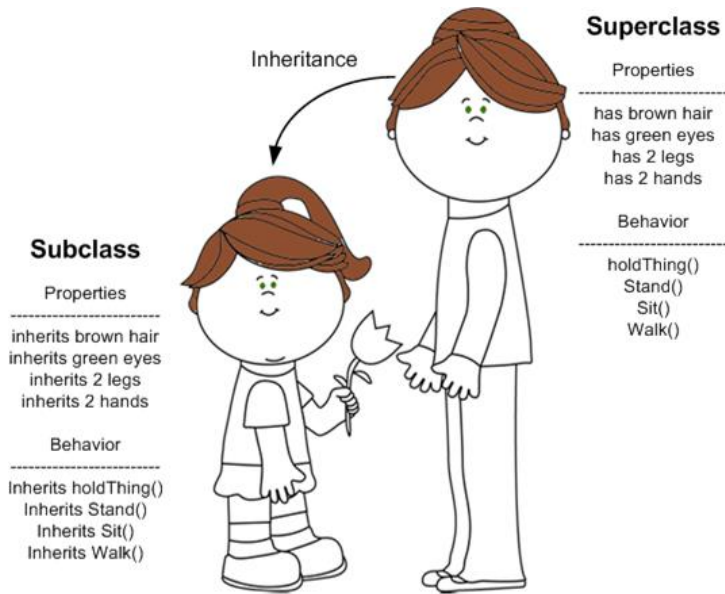 Inheritance
Superclass
Properties
---------------------------
has brown hair
has green eyes
has 2 legs
has 2 hands
Behavior
---------------------------
holdThing()
Stand()
Sit()
Walk()
Subclass
Properties
---------------------------
inherits brown hair
inherits green eyes
inherits 2 legs
inherits 2 hands
Behavior
---------------------------
Inherits holdThing()
Inherits Stand()
Inherits Sit()
Inherits Walk()